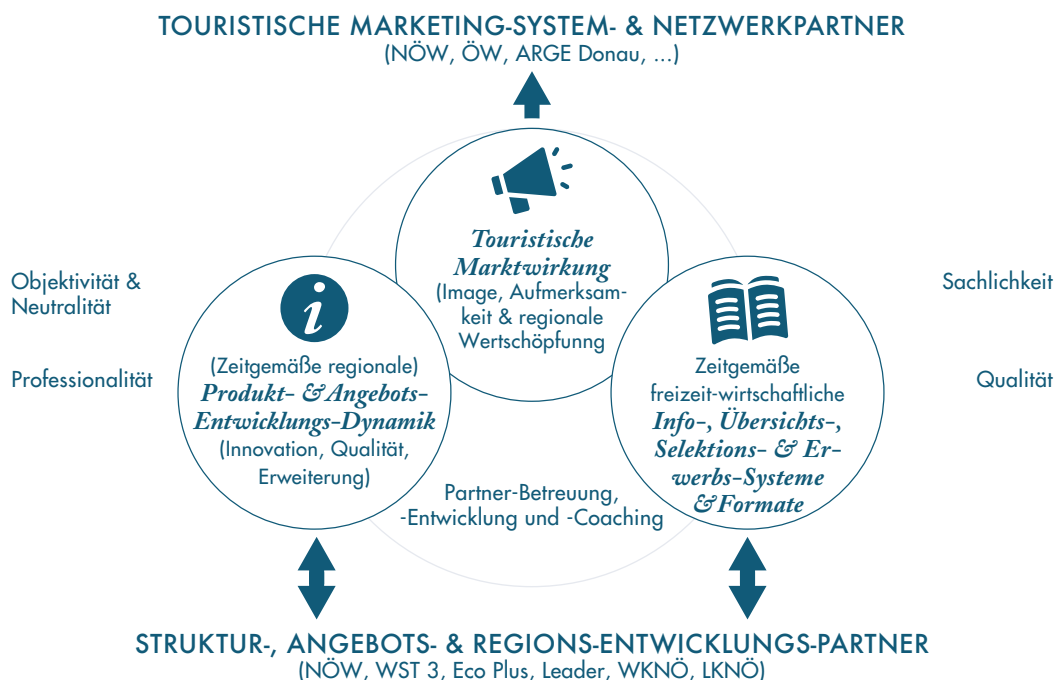 TOURISTISCHE MARKETING-SYSTEM- & NETZWERKPARTNER
(NÖW, ÖW, ARGE Donau, ...)
Touristische
Marktwirkung
(Image, Aufmerksam-
keit & regionale
Wertschöpfunng
Objektivität &
Neutralität
Professionalität
(Zeitgemäße regionale)
Produkt- & Angebots-
Entwicklungs-Dynamik
(Innovation, Qualität,
Erweiterung)
Zeitgemäße
freizeit-wirtschaftliche
Info-, Übersichts-,
Selektions- & Er-
werbs-Systeme
& Formate
Sachlichkeit
Qualität
Partner-Betreuung,
-Entwicklung und -Coaching
STRUKTUR-, ANGEBOTS- & REGIONS-ENTWICKLUNGS-PARTNER
(NÖW, WST 3, Eco Plus, Leader, WKNÖ, LKNÖ)